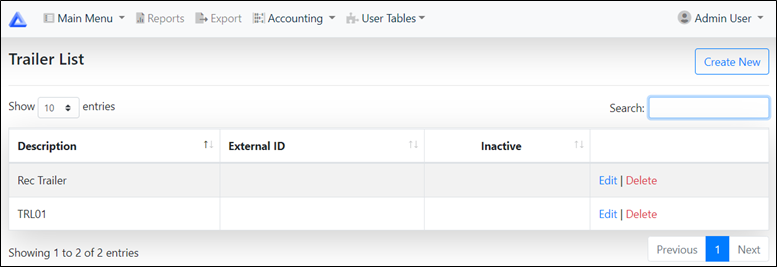 Main Menu Reports Export Accounting User Tables Admin User
Trailer List Create New
Show 10 entries Search:
Description External ID Inactive
Rec Trailer Edit | Delete
TRL01 Edit | Delete
Showing 1 to 2 of 2 entries Previous 1 Next